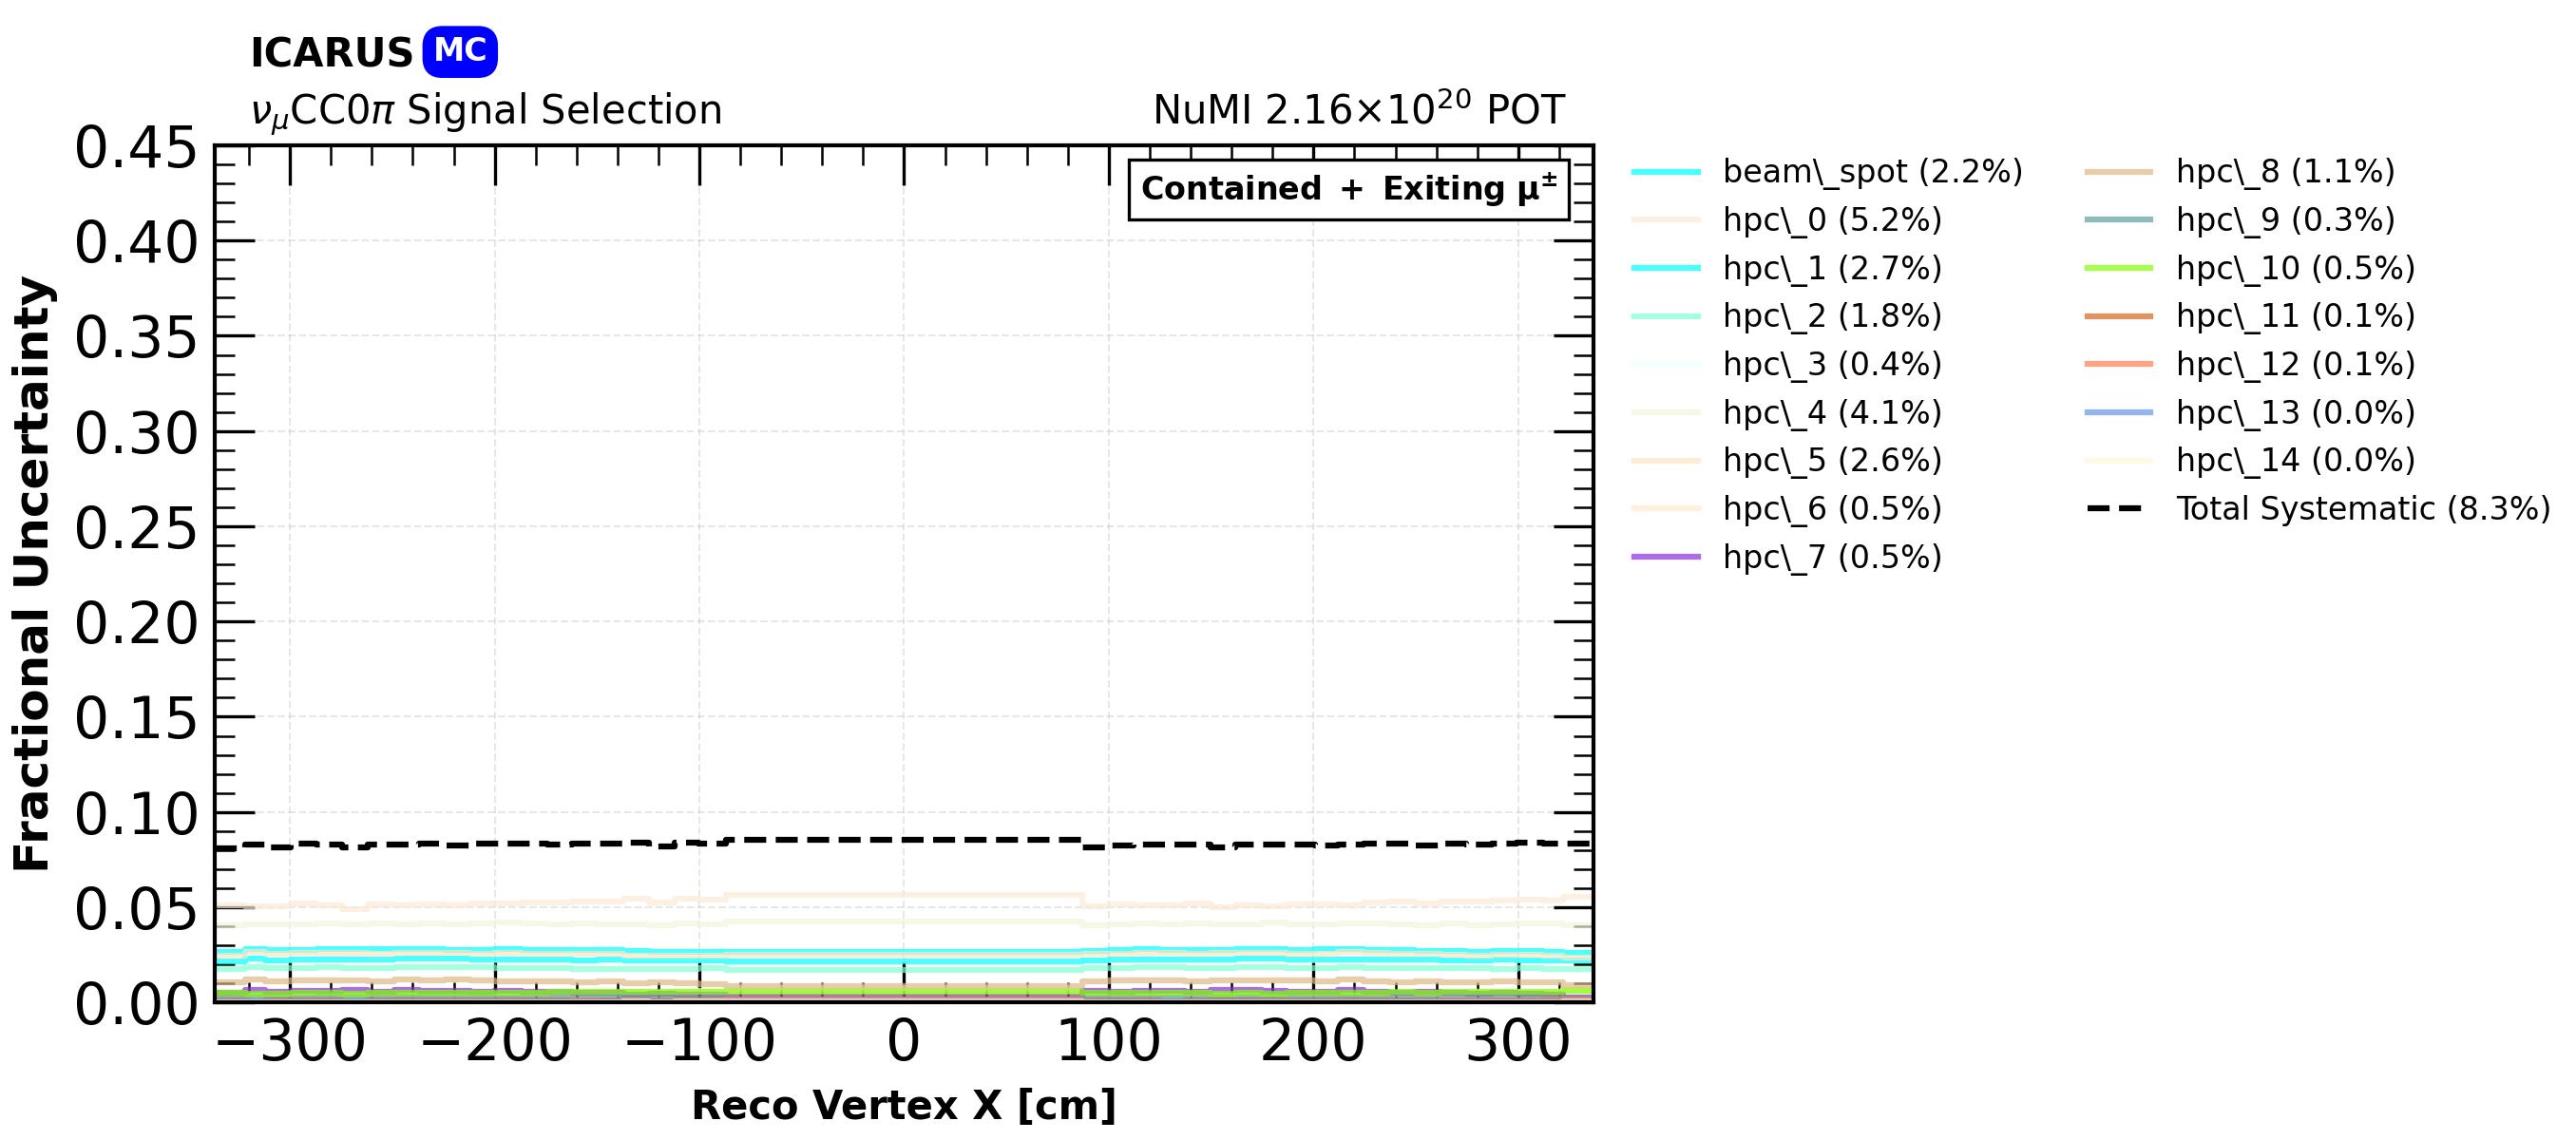 ICARUS MC
νμCC0π Signal Selection
NuMI 2.16×10²⁰ POT
Contained + Exiting μ±
Fractional Uncertainty
0.45
0.40
0.35
0.30
0.25
0.20
0.15
0.10
0.05
0.00
−300 −200 −100 0 100 200 300
Reco Vertex X [cm]
beam\_spot (2.2%)
hpc\_0 (5.2%)
hpc\_1 (2.7%)
hpc\_2 (1.8%)
hpc\_3 (0.4%)
hpc\_4 (4.1%)
hpc\_5 (2.6%)
hpc\_6 (0.5%)
hpc\_7 (0.5%)
hpc\_8 (1.1%)
hpc\_9 (0.3%)
hpc\_10 (0.5%)
hpc\_11 (0.1%)
hpc\_12 (0.1%)
hpc\_13 (0.0%)
hpc\_14 (0.0%)
Total Systematic (8.3%)